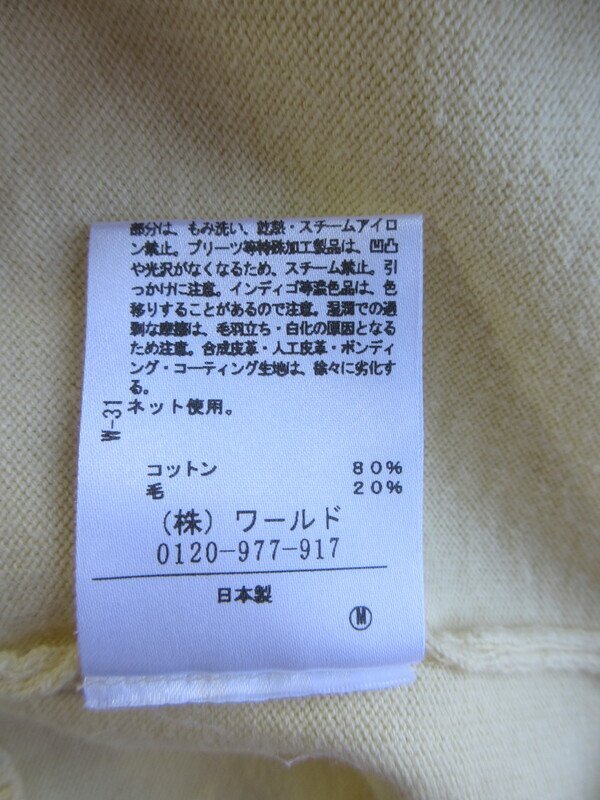 部分は、もみ洗い、乾熱・スチームアイロ
ン禁止。プリーツ等特殊加工製品は、凹凸
や光沢がなくなるため、スチーム禁止。引
っかけに注意。インディゴ等濃色品は、色
移りすることがあるので注意。湿潤での過
剰な摩擦は、毛羽立ち・白化の原因となる
ため注意。合成皮革・人工皮革・ボンディ
ング・コーティング生地は、徐々に劣化す
る。
ネット使用。
W-31
コットン 80%
毛 20%
(株) ワールド
0120-977-917
日本製
M